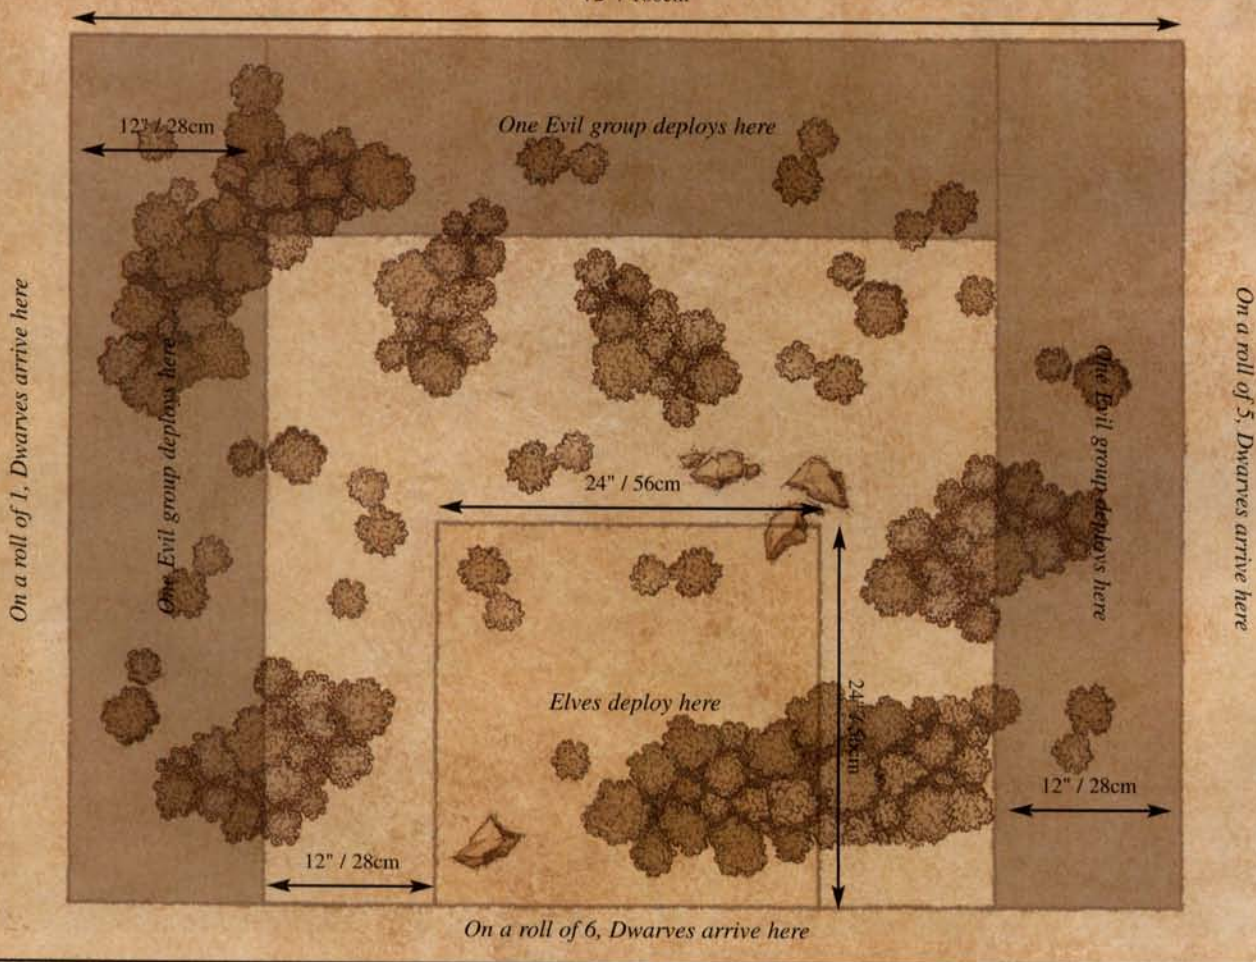 12" / 28cm
One Evil group deploys here
On a roll of 1, Dwarves arrive here
One Evil group deploys here
24" / 56cm
One Evil group deploys here
On a roll of 5, Dwarves arrive here
Elves deploy here
24" / 56cm
12" / 28cm
12" / 28cm
On a roll of 6, Dwarves arrive here